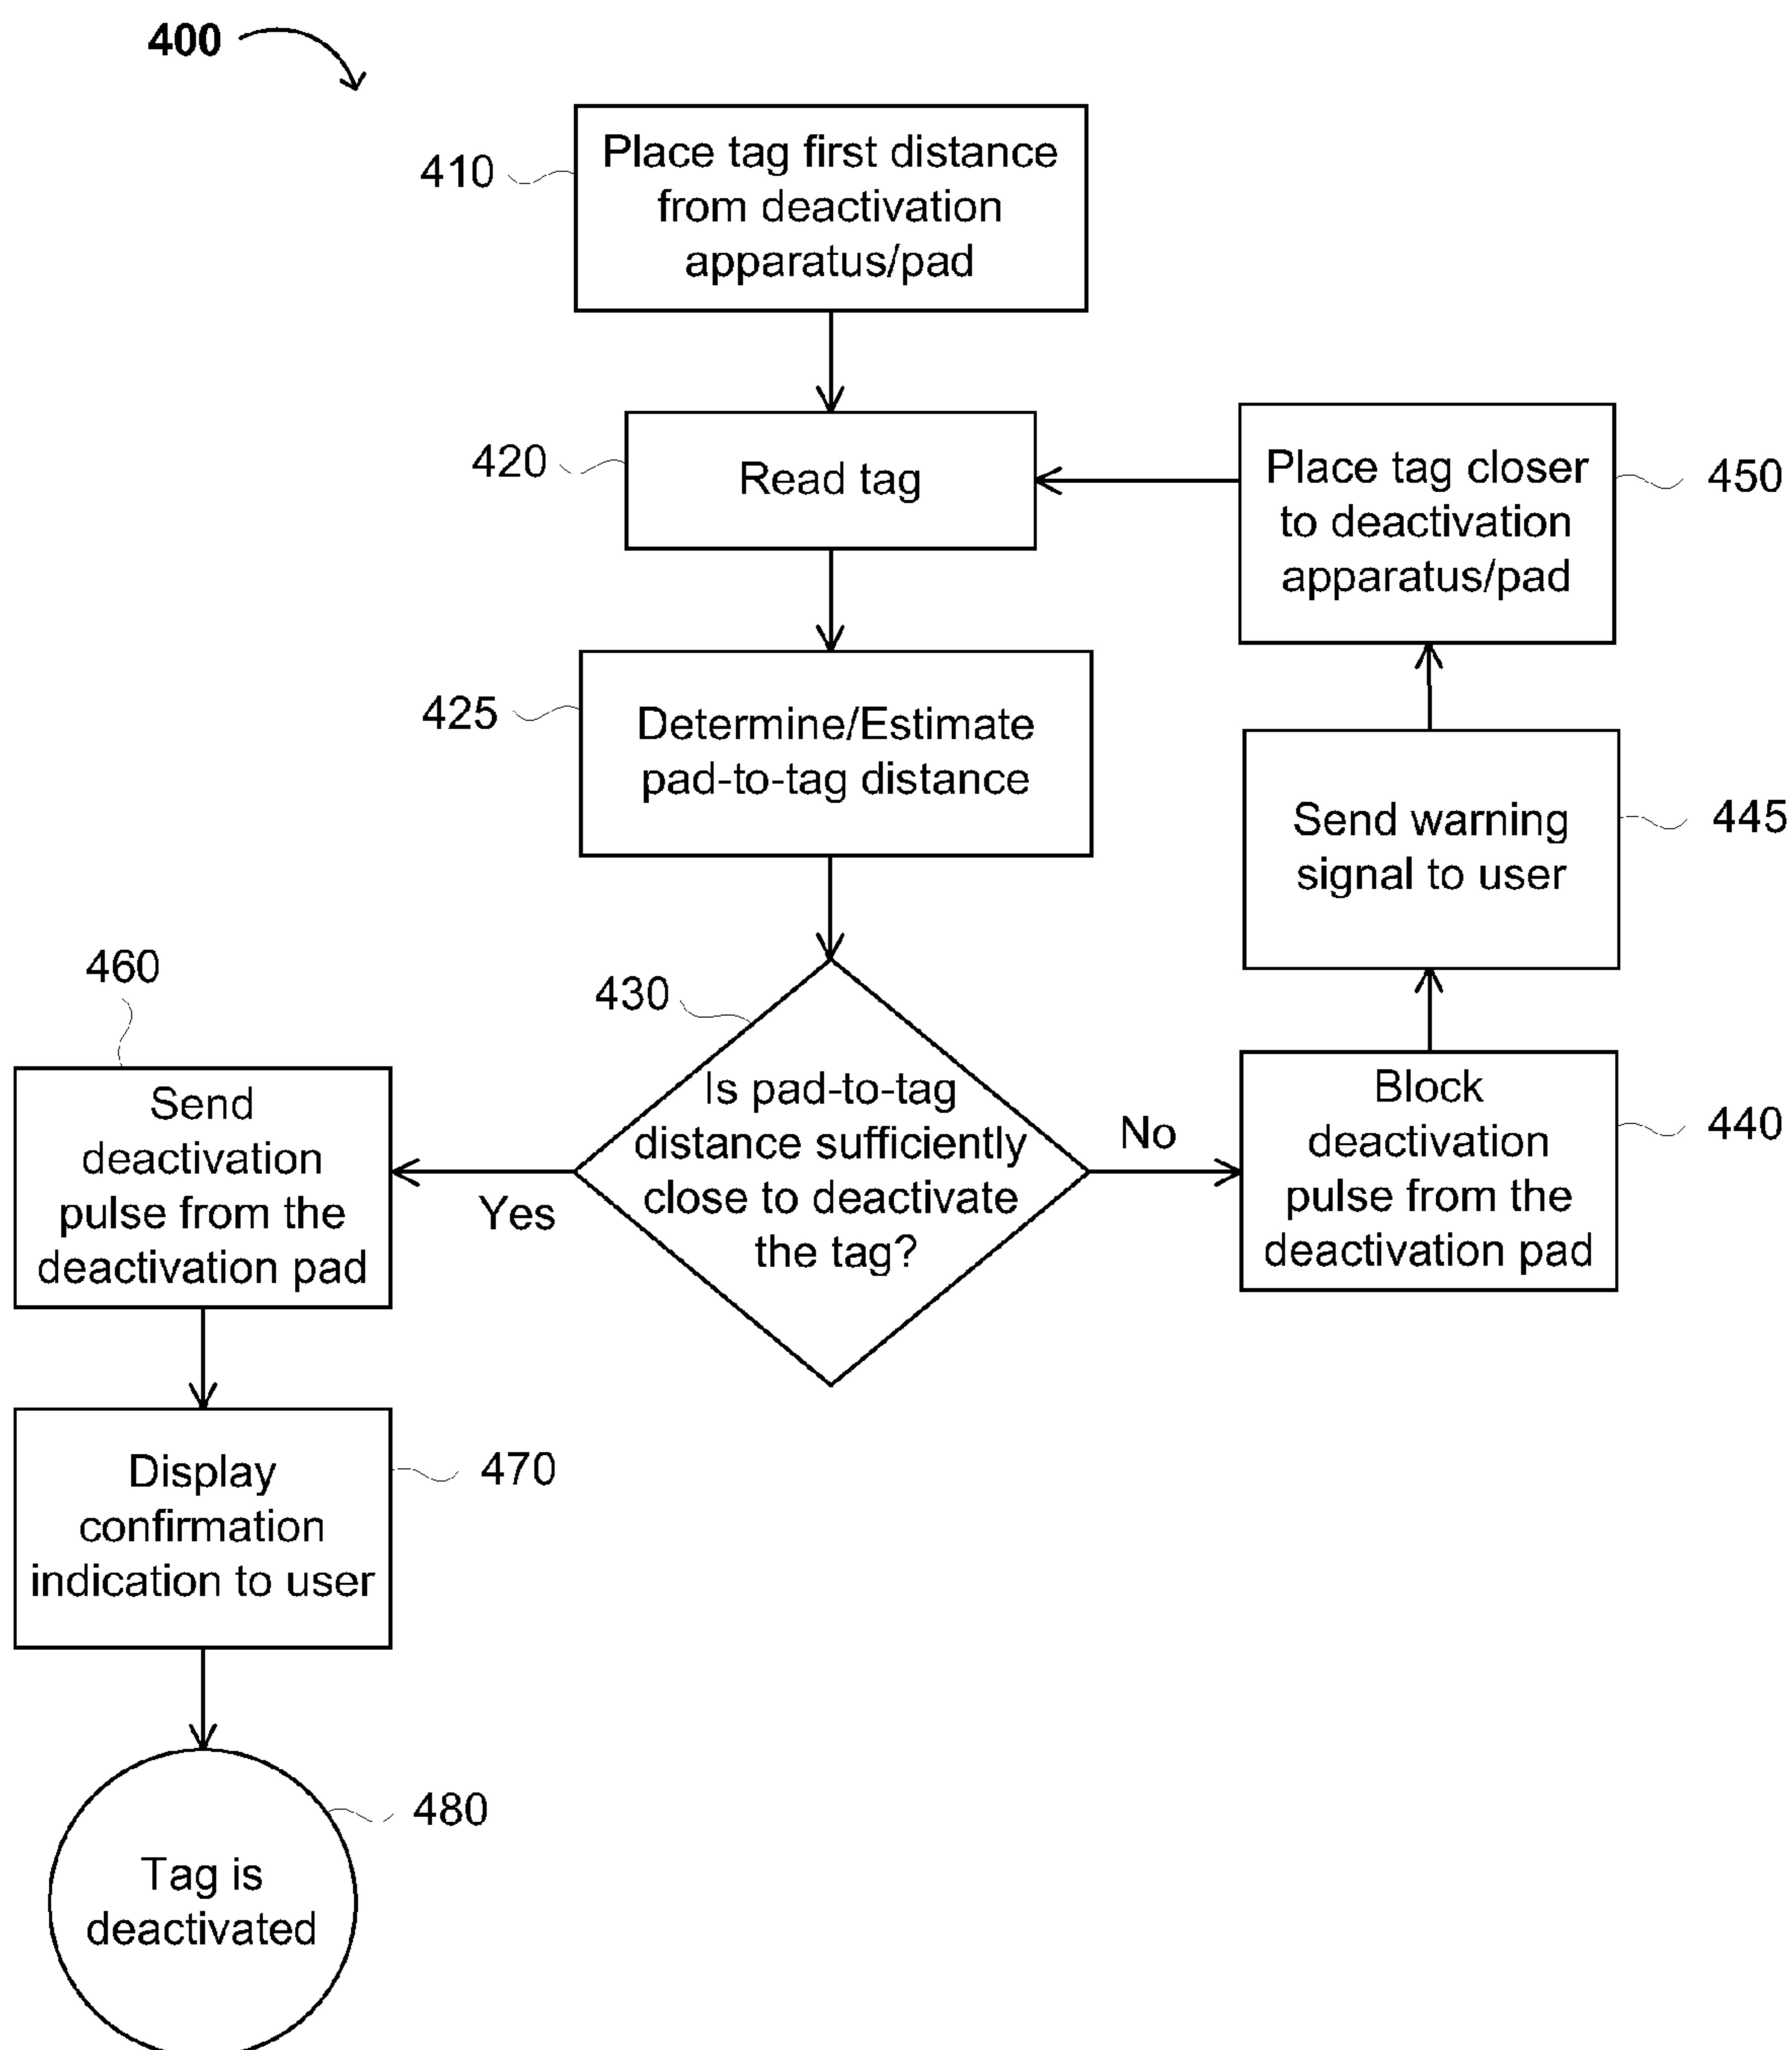 400
410
Place tag first distance
from deactivation
apparatus/pad
420
Read tag
450
Place tag closer
to deactivation
apparatus/pad
425
Determine/Estimate
pad-to-tag distance
445
Send warning
signal to user
430
Is pad-to-tag
distance sufficiently
close to deactivate
the tag?
No
440
Block
deactivation
pulse from the
deactivation pad
Yes
460
Send
deactivation
pulse from the
deactivation pad
470
Display
confirmation
indication to user
480
Tag is
deactivated